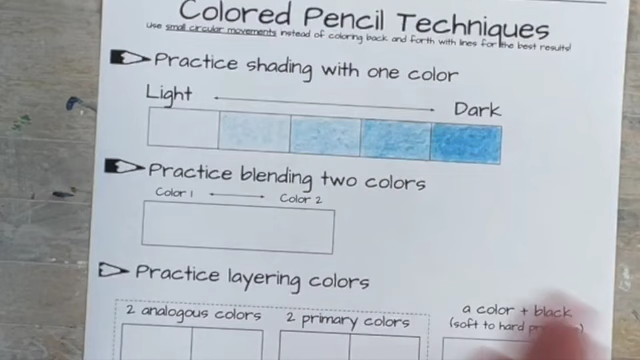 Colored Pencil Techniques
Use small circular movements instead of coloring back and forth with lines for the best results!
Practice shading with one color
Light
Dark
Practice blending two colors
Color 1
Color 2
Practice layering colors
2 analogous colors
2 primary colors
a color + black
(soft to hard